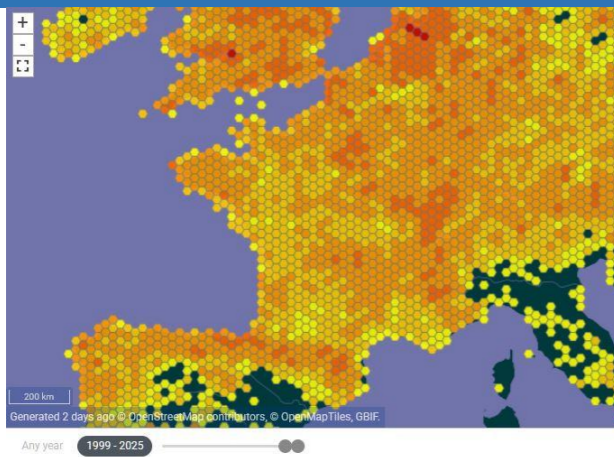 +
-
200 km
Generated 2 days ago © OpenStreetMap contributors, © OpenMapTiles, GBIF.
Any year 1999 - 2025